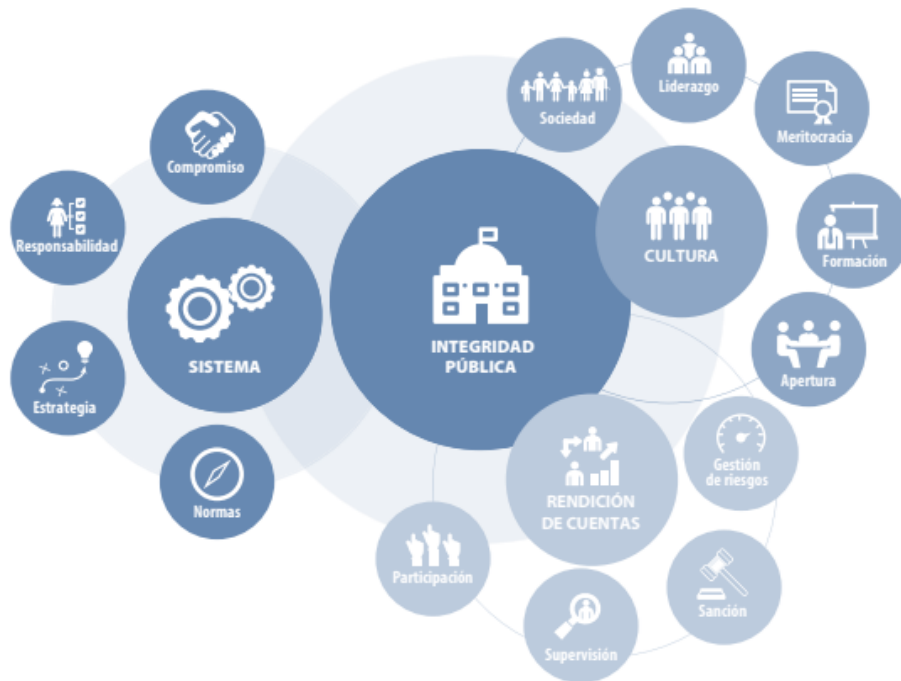 Sociedad
Liderazgo
Meritocracia
Compromiso
Responsabilidad
CULTURA
Formación
INTEGRIDAD
PÚBLICA
SISTEMA
Apertura
Estrategia
Gestión
de riesgos
RENDICIÓN
DE CUENTAS
Normas
Participación
Sanción
Supervisión